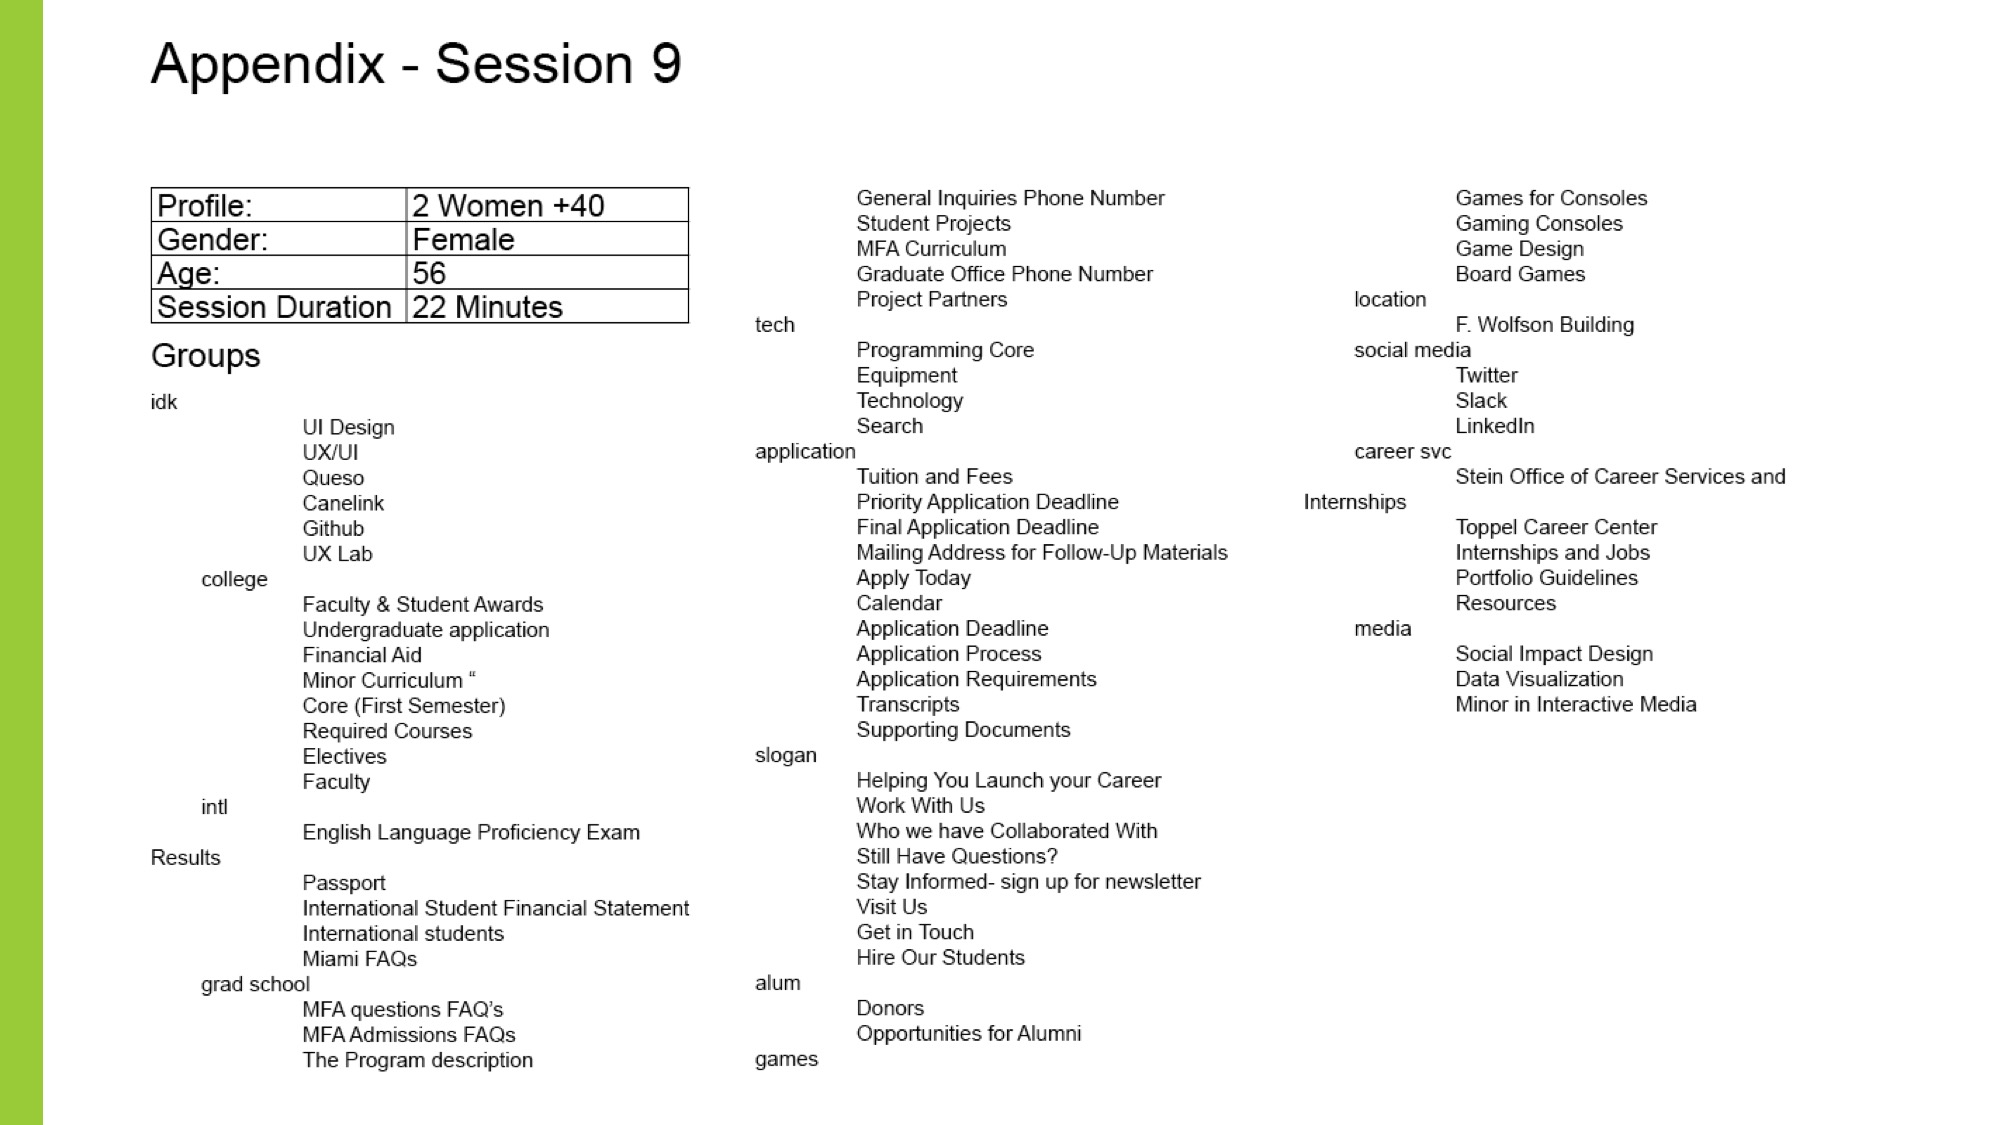 Appendix - Session 9
Profile: 2 Women +40
Gender: Female
Age: 56
Session Duration 22 Minutes
Groups
idk
UI Design
UX/UI
Queso
Canelink
Github
UX Lab
college
Faculty & Student Awards
Undergraduate application
Financial Aid
Minor Curriculum “
Core (First Semester)
Required Courses
Electives
Faculty
intl
English Language Proficiency Exam
Results
Passport
International Student Financial Statement
International students
Miami FAQs
grad school
MFA questions FAQ’s
MFA Admissions FAQs
The Program description
General Inquiries Phone Number
Student Projects
MFA Curriculum
Graduate Office Phone Number
Project Partners
tech
Programming Core
Equipment
Technology
Search
application
Tuition and Fees
Priority Application Deadline
Final Application Deadline
Mailing Address for Follow-Up Materials
Apply Today
Calendar
Application Deadline
Application Process
Application Requirements
Transcripts
Supporting Documents
slogan
Helping You Launch your Career
Work With Us
Who we have Collaborated With
Still Have Questions?
Stay Informed- sign up for newsletter
Visit Us
Get in Touch
Hire Our Students
alum
Donors
Opportunities for Alumni
games
Games for Consoles
Gaming Consoles
Game Design
Board Games
location
F. Wolfson Building
social media
Twitter
Slack
LinkedIn
career svc
Stein Office of Career Services and
Internships
Toppel Career Center
Internships and Jobs
Portfolio Guidelines
Resources
media
Social Impact Design
Data Visualization
Minor in Interactive Media